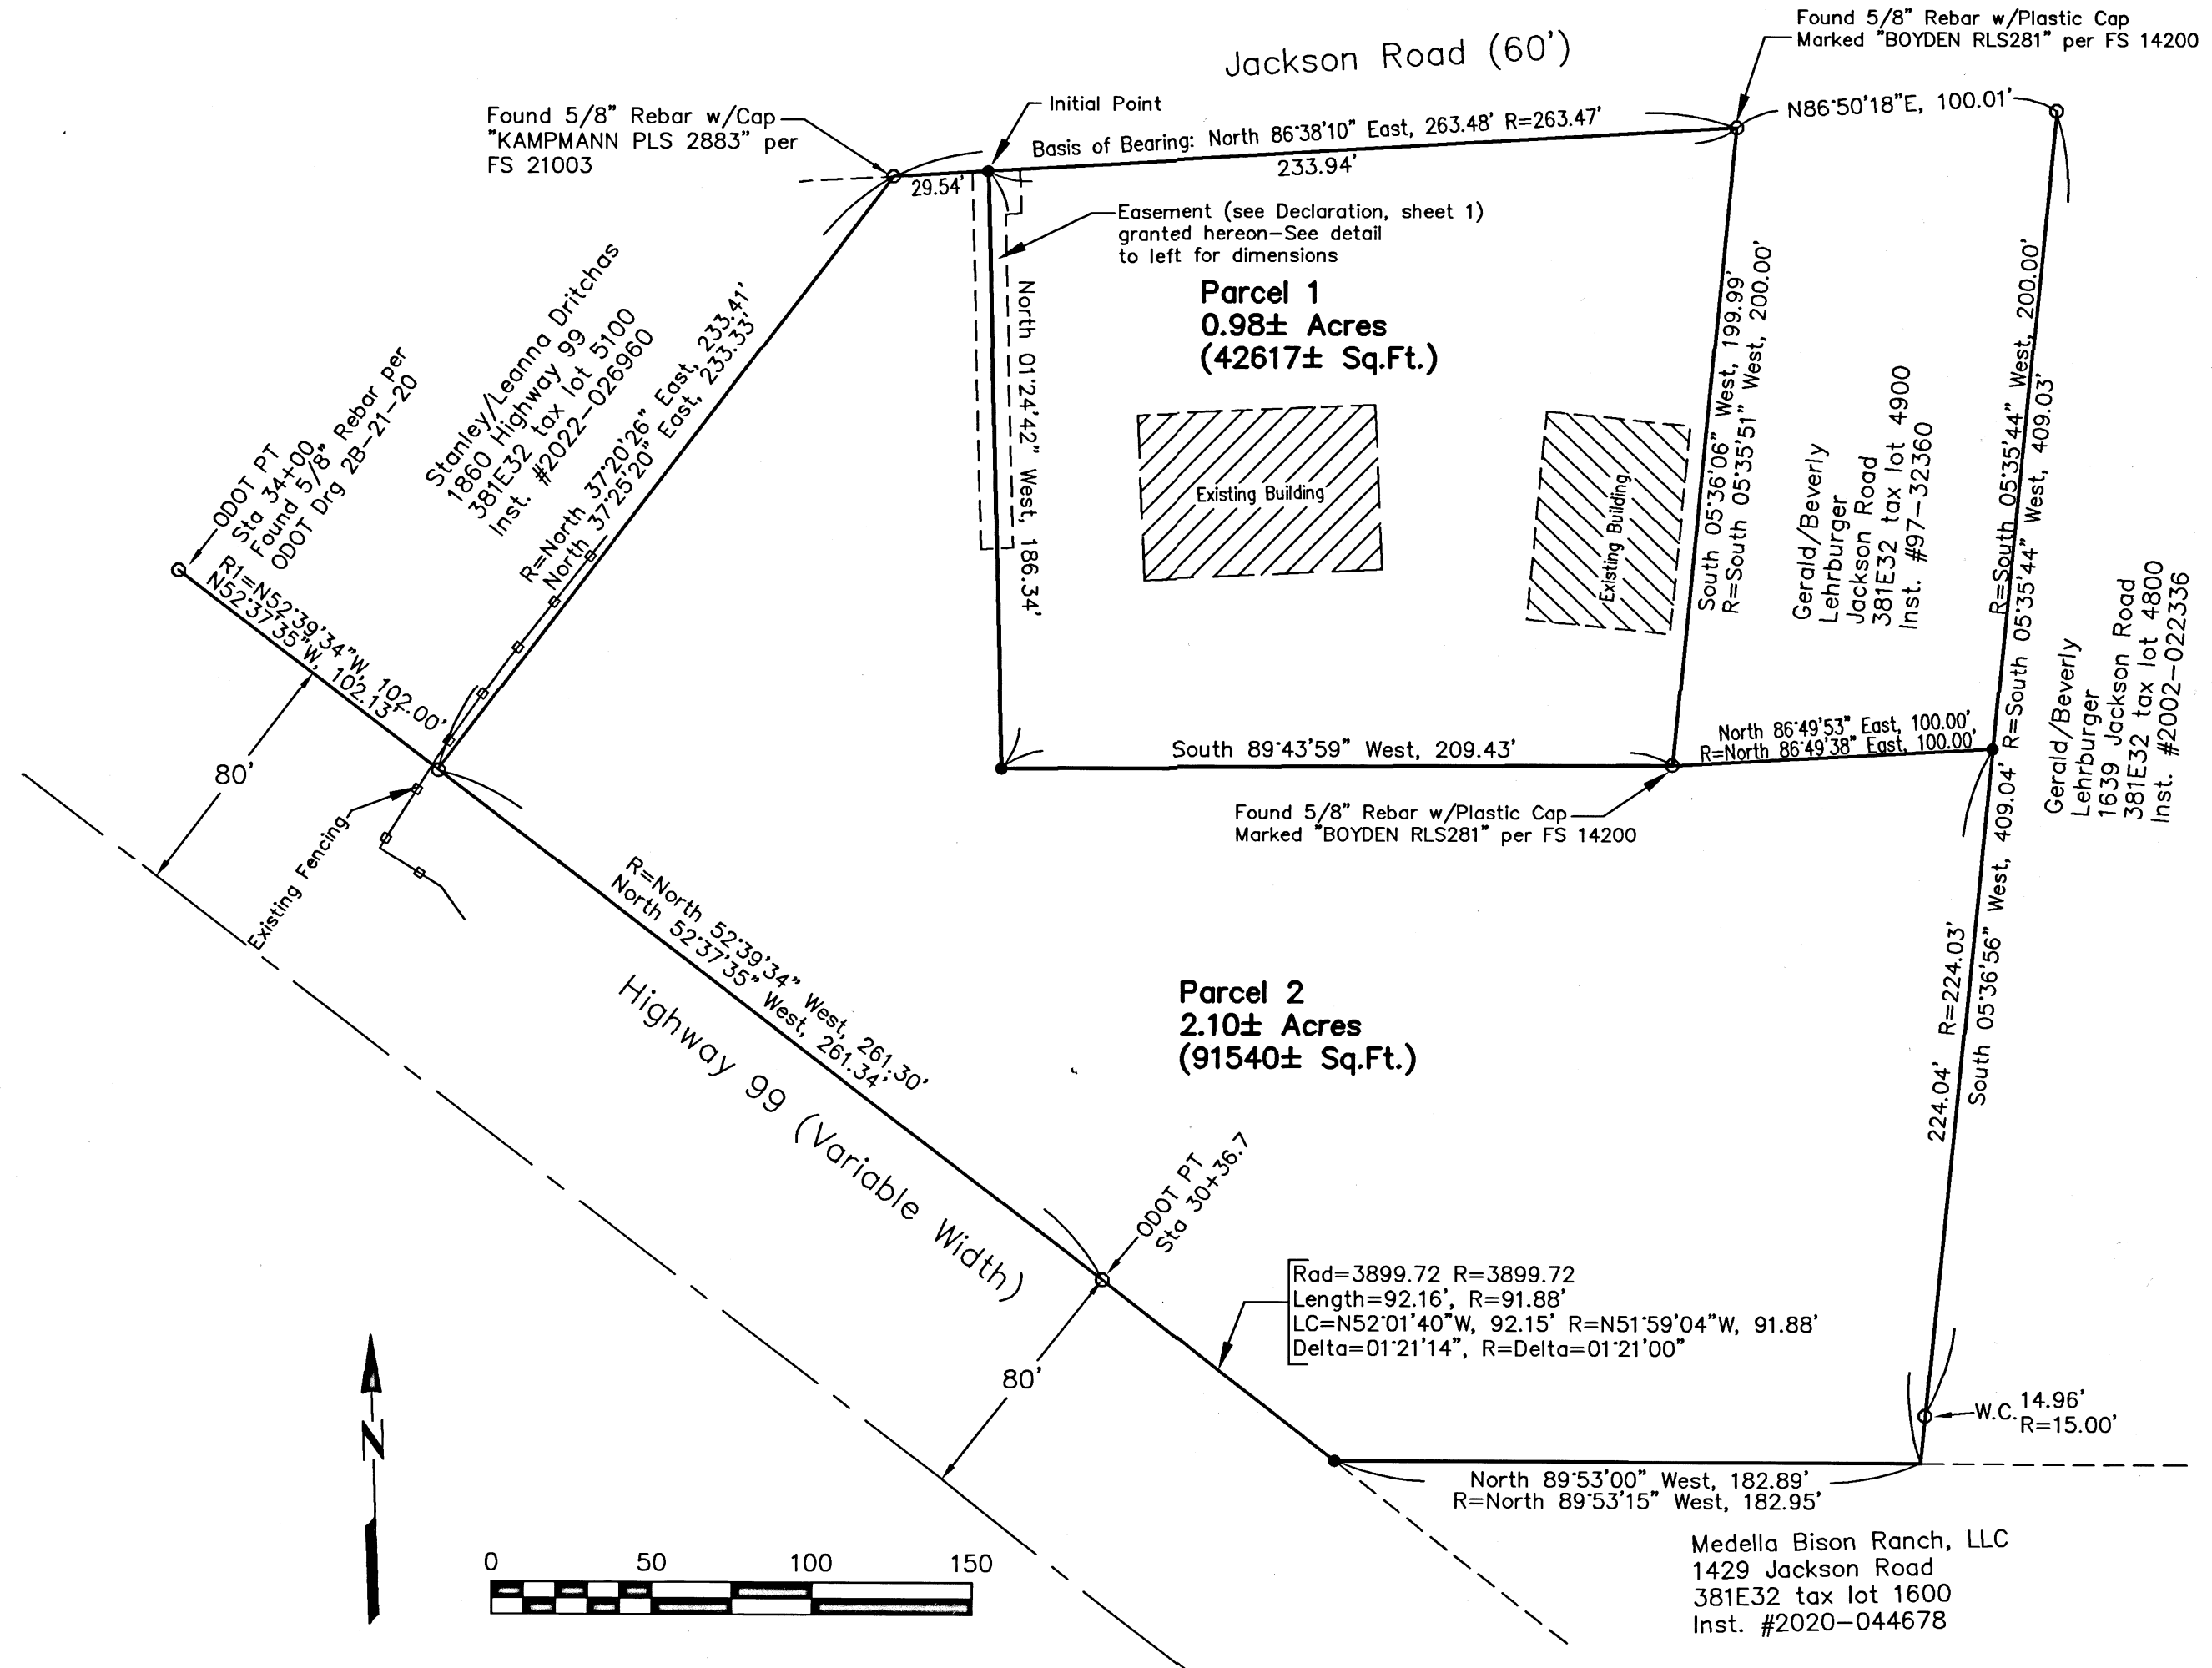 Found 5/8" Rebar w/Plastic Cap
Marked "BOYDEN RLS281" per FS 14200
Jackson Road (60')
Found 5/8" Rebar w/Cap
"KAMPMANN PLS 2883" per
FS 21003
Initial Point
N86°50'18"E, 100.01'
Basis of Bearing: North 86°38'10" East, 263.48' R=263.47'
29.54'
233.94'
Easement (see Declaration, sheet 1)
granted hereon-See detail
to left for dimensions
Parcel 1
0.98± Acres
(42617± Sq.Ft.)
North 01°24'42" West, 186.34'
Existing Building
Existing Building
South 05°36'06" West, 199.99'
R=South 05°35'51" West, 200.00'
Gerald/Beverly
Lehrburger
Jackson Road
381E32 tax lot 4900
Inst. #97-32360
R=South 05°35'44" West, 200.00'
R=South 05°35'44" West, 409.03'
Gerald/Beverly
Lehrburger
1639 Jackson Road
381E32 tax lot 4800
Inst. #2002-022336
Stanley/Leanna Dritchas
1860 Highway 99
381E32 tax lot 5100
Inst. #2022-026960
R=North 37°20'26" East, 233.41'
North 37°25'20" East, 233.33'
ODOT PT
Sta 34+00
Found 5/8" Rebar per
ODOT Drg 2B-21-20
R1=N52°39'34"W, 102.00'
N52°37'35"W, 102.13'
80'
Existing Fencing
South 89°43'59" West, 209.43'
North 86°49'53" East, 100.00'
R=North 86°49'38" East, 100.00'
Found 5/8" Rebar w/Plastic Cap
Marked "BOYDEN RLS281" per FS 14200
R=North 52°39'34" West, 261.30'
North 52°37'35" West, 261.34'
Highway 99 (Variable Width)
Parcel 2
2.10± Acres
(91540± Sq.Ft.)
224.04' R=224.03'
South 05°36'56" West, 409.04'
ODOT PT
Sta 30+36.7
80'
Rad=3899.72 R=3899.72
Length=92.16', R=91.88'
LC=N52°01'40"W, 92.15' R=N51°59'04"W, 91.88'
Delta=01°21'14", R=Delta=01°21'00"
W.C. 14.96'
R=15.00'
North 89°53'00" West, 182.89'
R=North 89°53'15" West, 182.95'
N
0 50 100 150
Medella Bison Ranch, LLC
1429 Jackson Road
381E32 tax lot 1600
Inst. #2020-044678